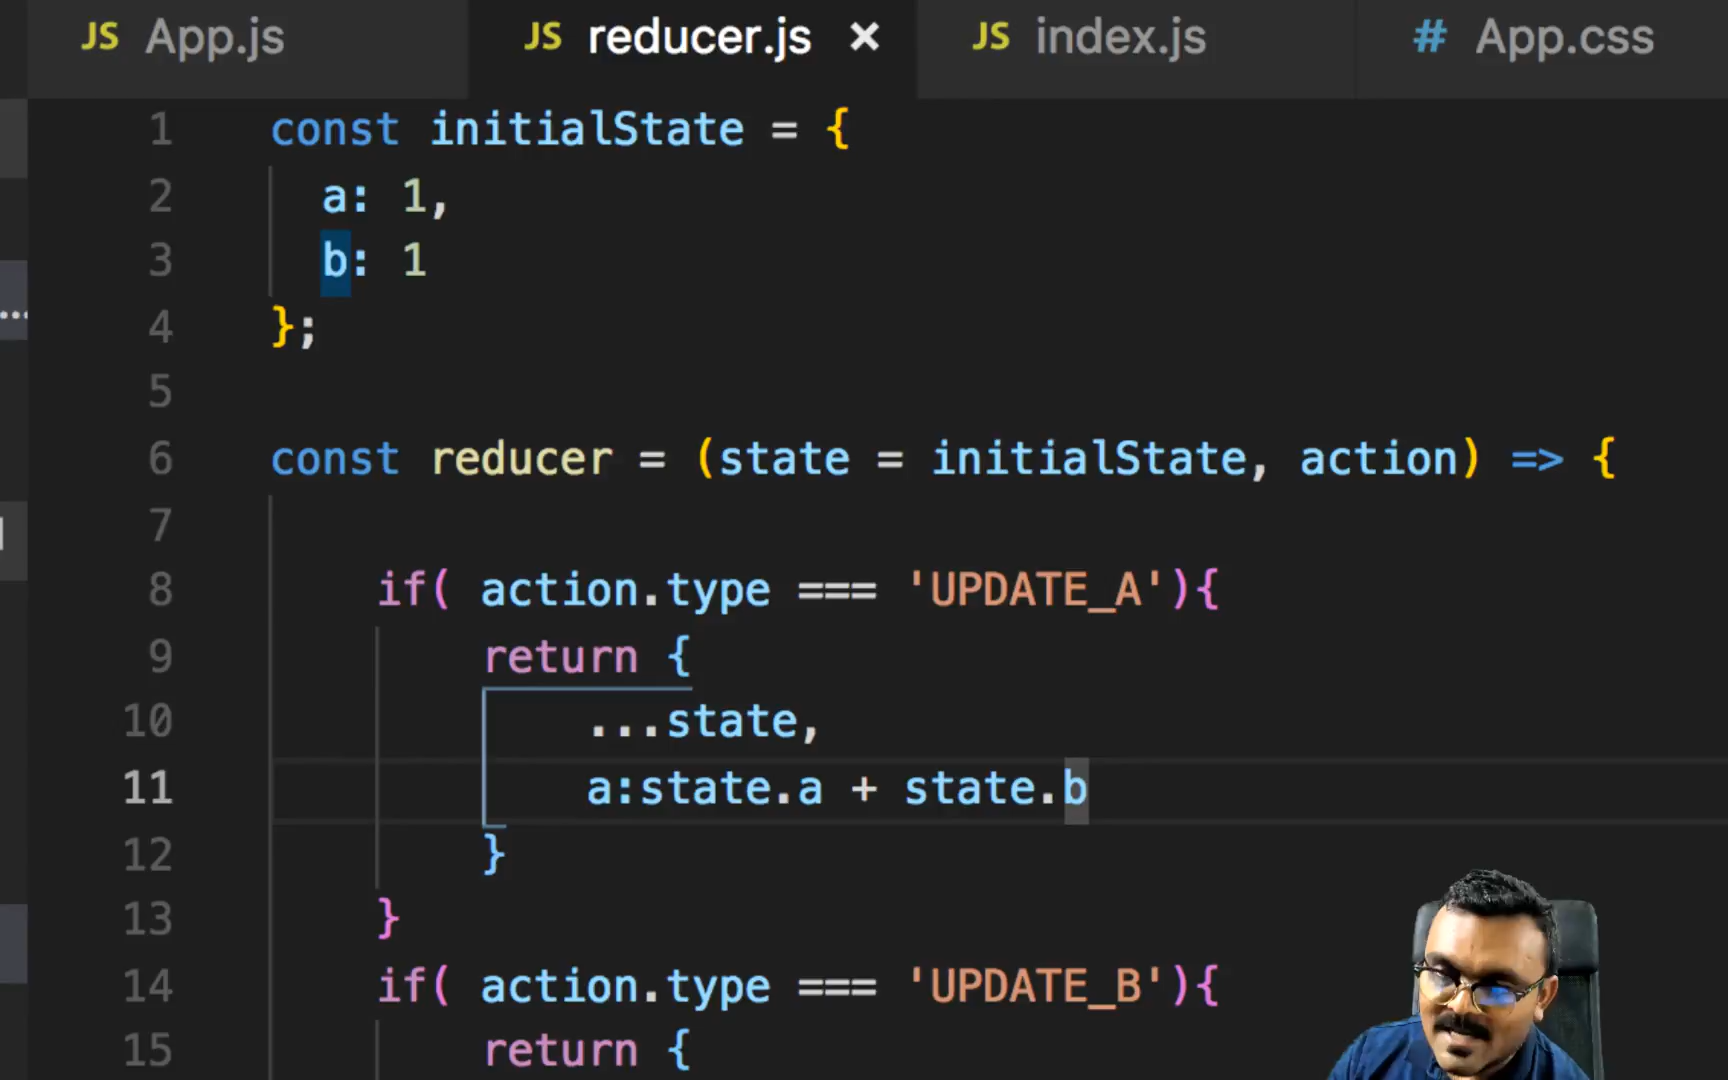 JS App.js
JS reducer.js ×
JS index.js
# App.css
1 const initialState = {
2 a: 1,
3 b: 1
4 };
5
6 const reducer = (state = initialState, action) => {
7
8 if( action.type === 'UPDATE_A'){
9 return {
10 ...state,
11 a:state.a + state.b
12 }
13 }
14 if( action.type === 'UPDATE_B'){
15 return {